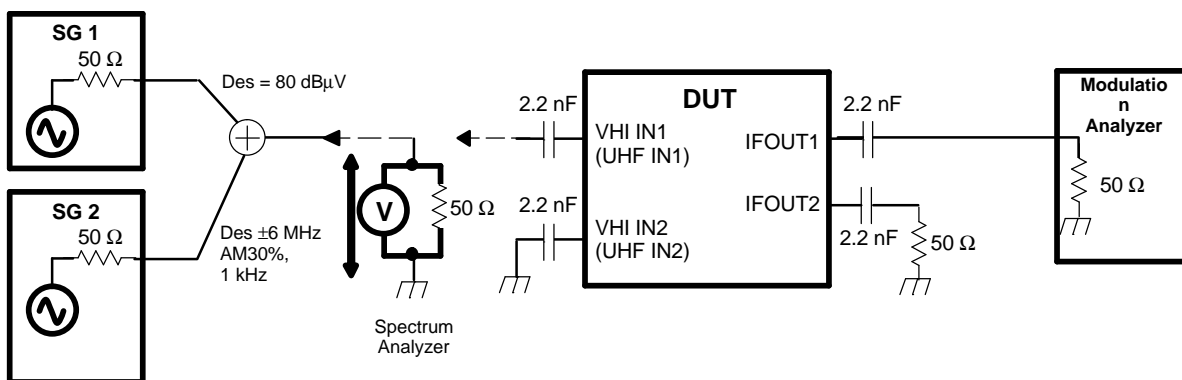 SG 1
50 Ω
Des = 80 dBµV
SG 2
50 Ω
Des ±6 MHz
AM30%,
1 kHz
V
50 Ω
Spectrum
Analyzer
2.2 nF
2.2 nF
DUT
VHI IN1
(UHF IN1)
VHI IN2
(UHF IN2)
IFOUT1
IFOUT2
2.2 nF
2.2 nF
50 Ω
Modulatio
n
Analyzer
50 Ω